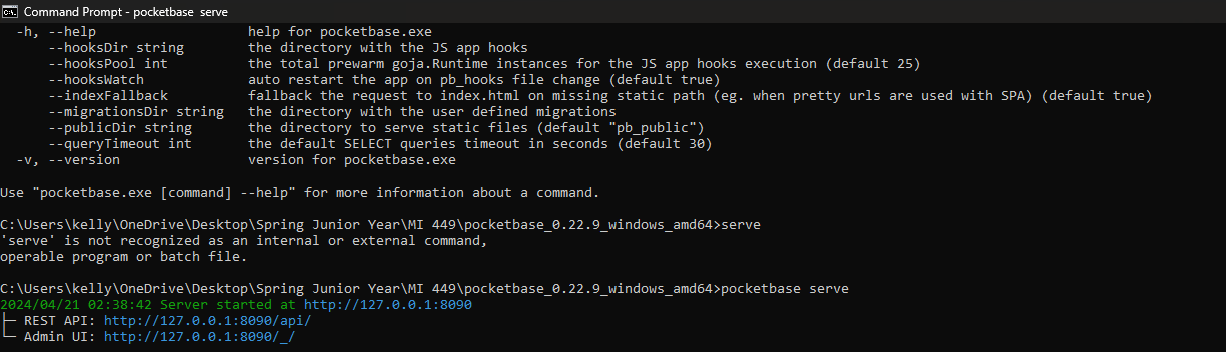 Command Prompt - pocketbase serve
-h, --help help for pocketbase.exe
--hooksDir string the directory with the JS app hooks
--hooksPool int the total prewarm goja.Runtime instances for the JS app hooks execution (default 25)
--hooksWatch auto restart the app on pb_hooks file change (default true)
--indexFallback fallback the request to index.html on missing static path (eg. when pretty urls are used with SPA) (default true)
--migrationsDir string the directory with the user defined migrations
--publicDir string the directory to serve static files (default "pb_public")
--queryTimeout int the default SELECT queries timeout in seconds (default 30)
-v, --version version for pocketbase.exe
Use "pocketbase.exe [command] --help" for more information about a command.
C:\Users\kelly\OneDrive\Desktop\Spring Junior Year\MI 449\pocketbase_0.22.9_windows_amd64>serve
'serve' is not recognized as an internal or external command,
operable program or batch file.
C:\Users\kelly\OneDrive\Desktop\Spring Junior Year\MI 449\pocketbase_0.22.9_windows_amd64>pocketbase serve
2024/04/21 02:38:42 Server started at http://127.0.0.1:8090
├─ REST API: http://127.0.0.1:8090/api/
└─ Admin UI: http://127.0.0.1:8090/_/